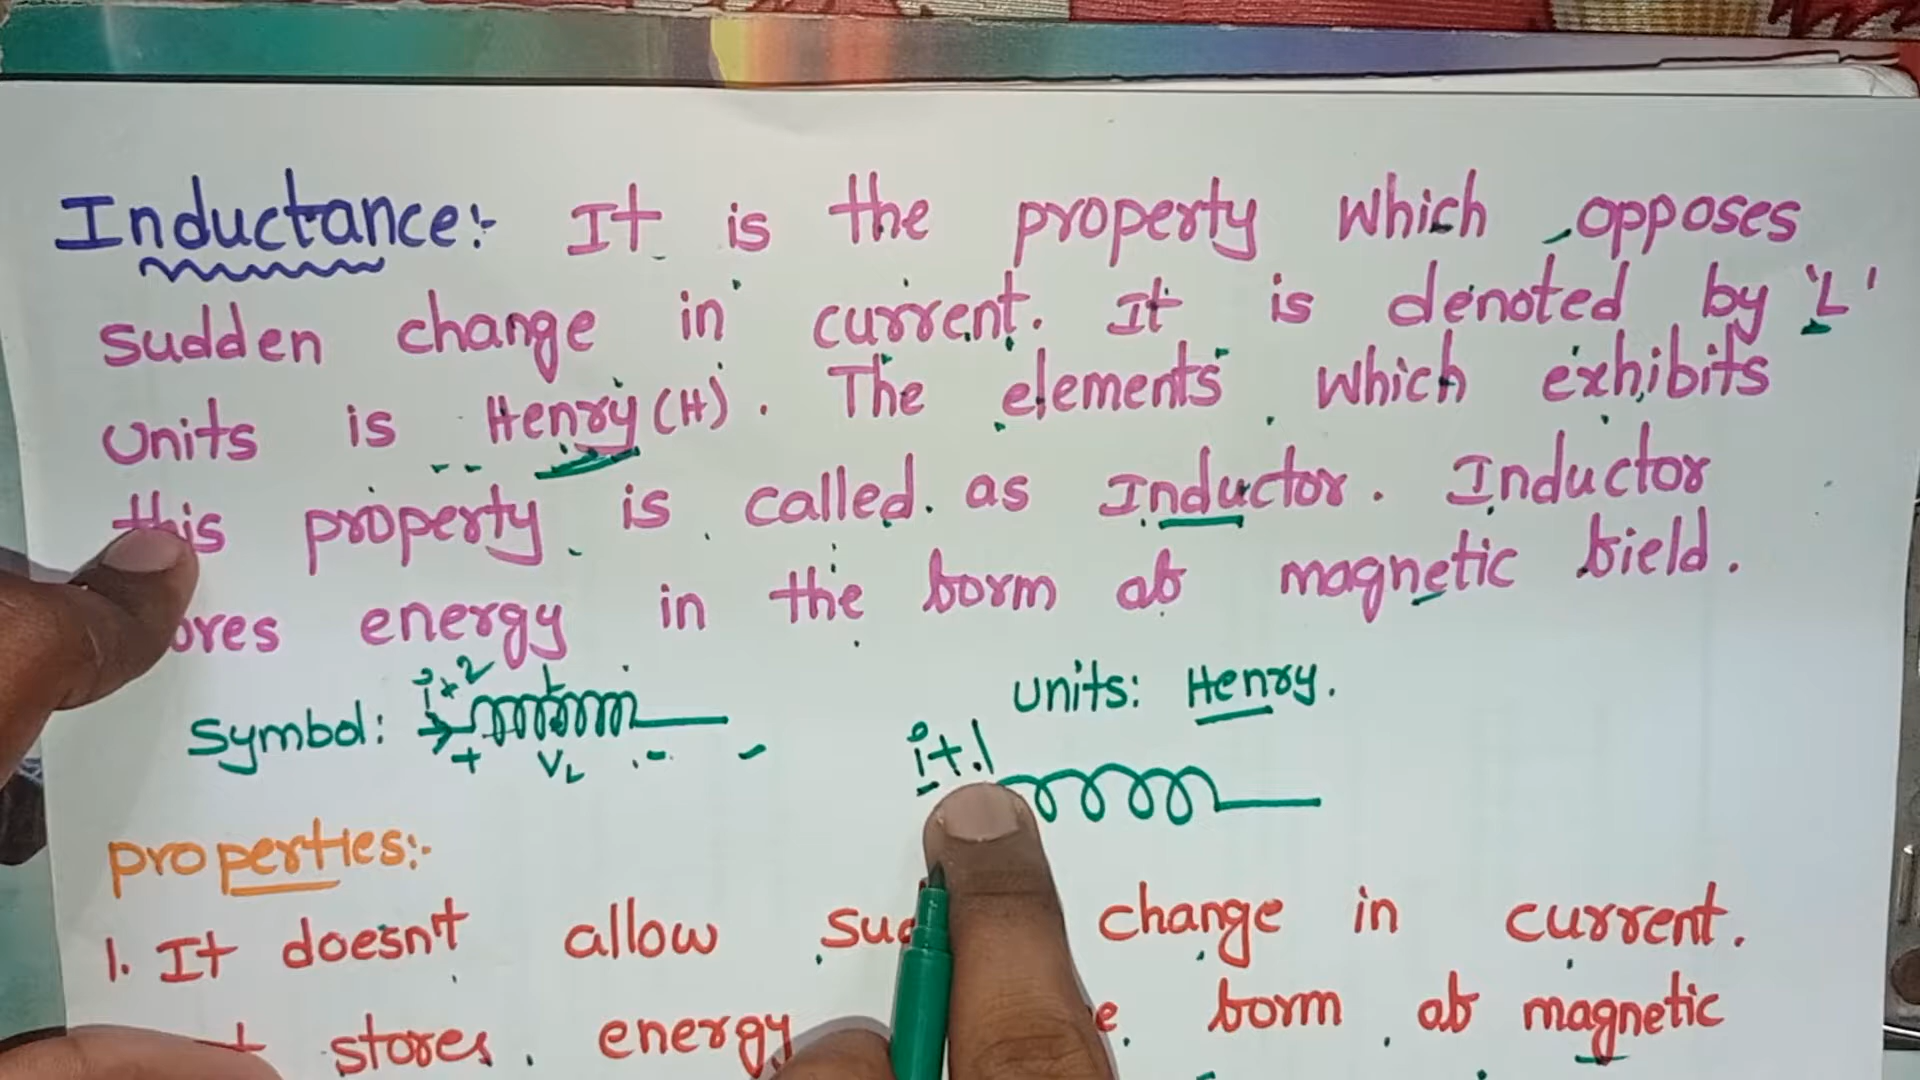 Inductance:- It is the property which opposes
sudden change in current. It is denoted by 'L'
units is Henry (H). The elements which exhibits
this property is called as Inductor. Inductor
energy in the form of magnetic field.
Symbol: L
+ VL -
units: Henry.
properties:-
1. It doesn't allow change in current.
stores energy form of magnetic